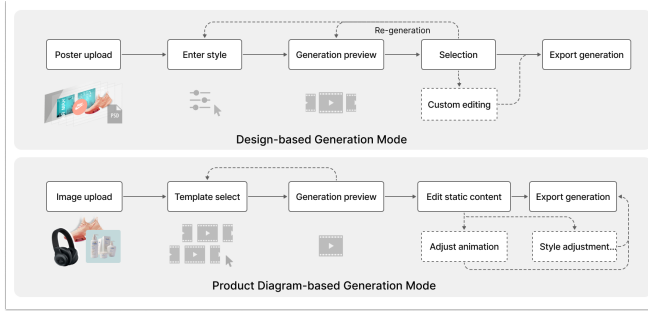 Re-generation
Poster upload
Enter style
Generation preview
Selection
Export generation
PSD
Custom editing
Design-based Generation Mode
Image upload
Template select
Generation preview
Edit static content
Export generation
Adjust animation
Style adjustment...
Product Diagram-based Generation Mode